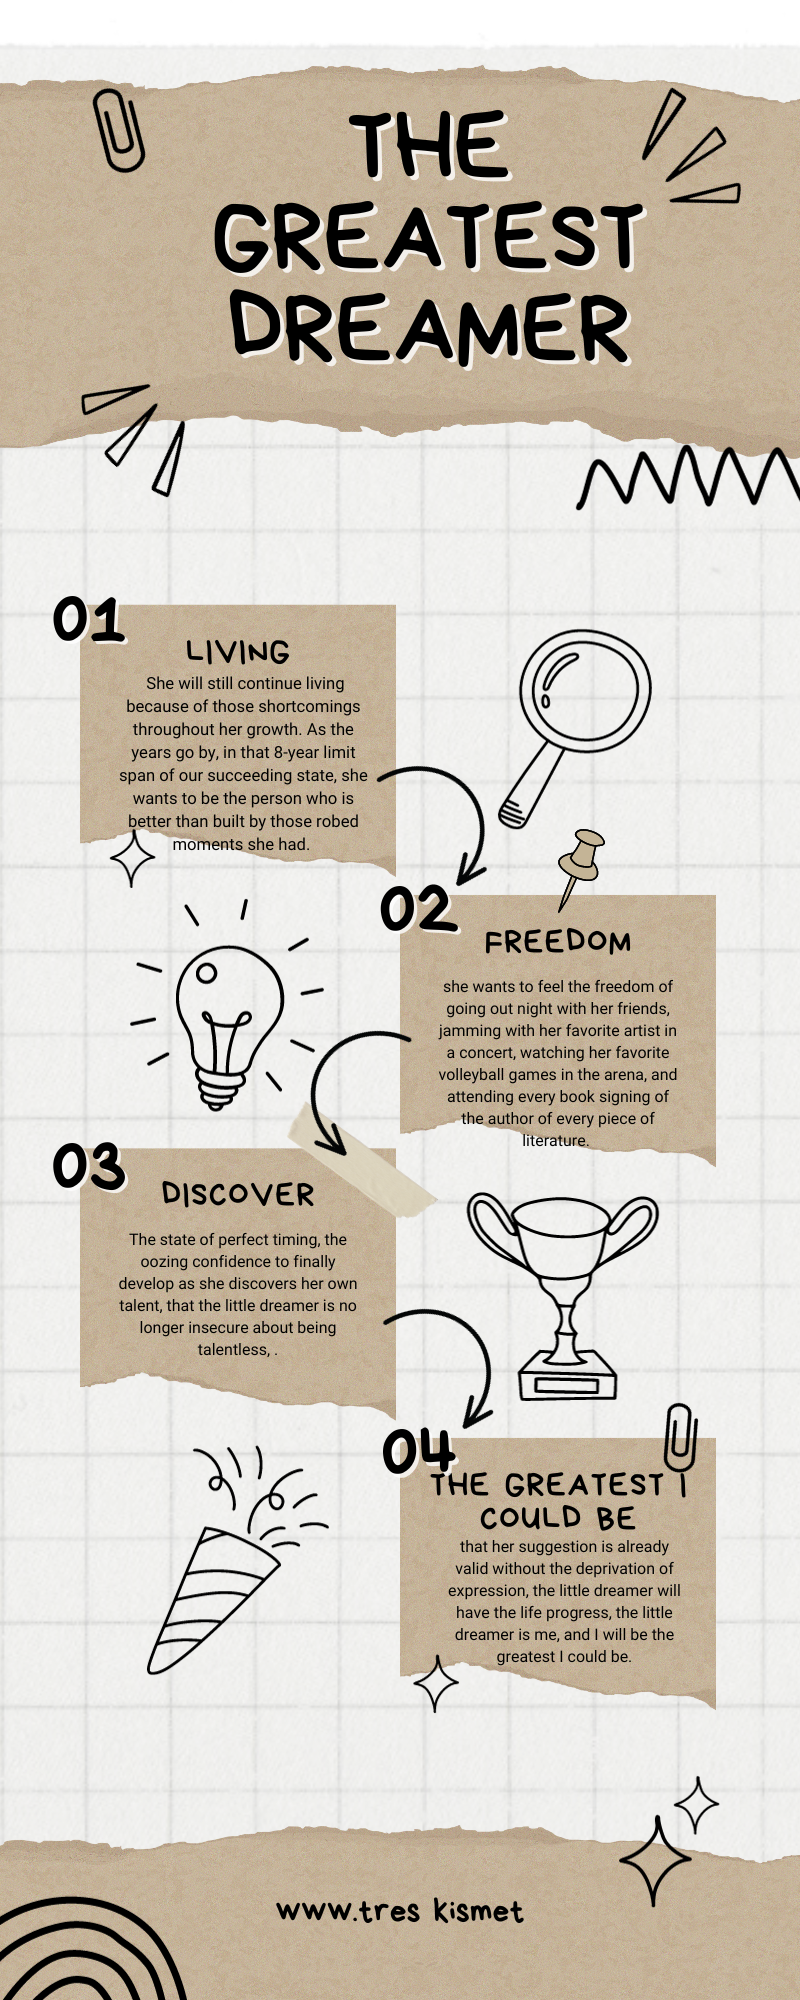 THE
GREATEST
DREAMER
01
LIVING
She will still continue living
because of those shortcomings
throughout her growth. As the
years go by, in that 8-year limit
span of our succeeding state, she
wants to be the person who is
better than built by those robed
moments she had.
02
FREEDOM
she wants to feel the freedom of
going out night with her friends,
jamming with her favorite artist in
a concert, watching her favorite
volleyball games in the arena, and
attending every book signing of
the author of every piece of
literature.
03
DISCOVER
The state of perfect timing, the
oozing confidence to finally
develop as she discovers her own
talent, that the little dreamer is no
longer insecure about being
talentless, .
04
THE GREATEST I
COULD BE
that her suggestion is already
valid without the deprivation of
expression, the little dreamer will
have the life progress, the little
dreamer is me, and I will be the
greatest I could be.
www.tres kismet